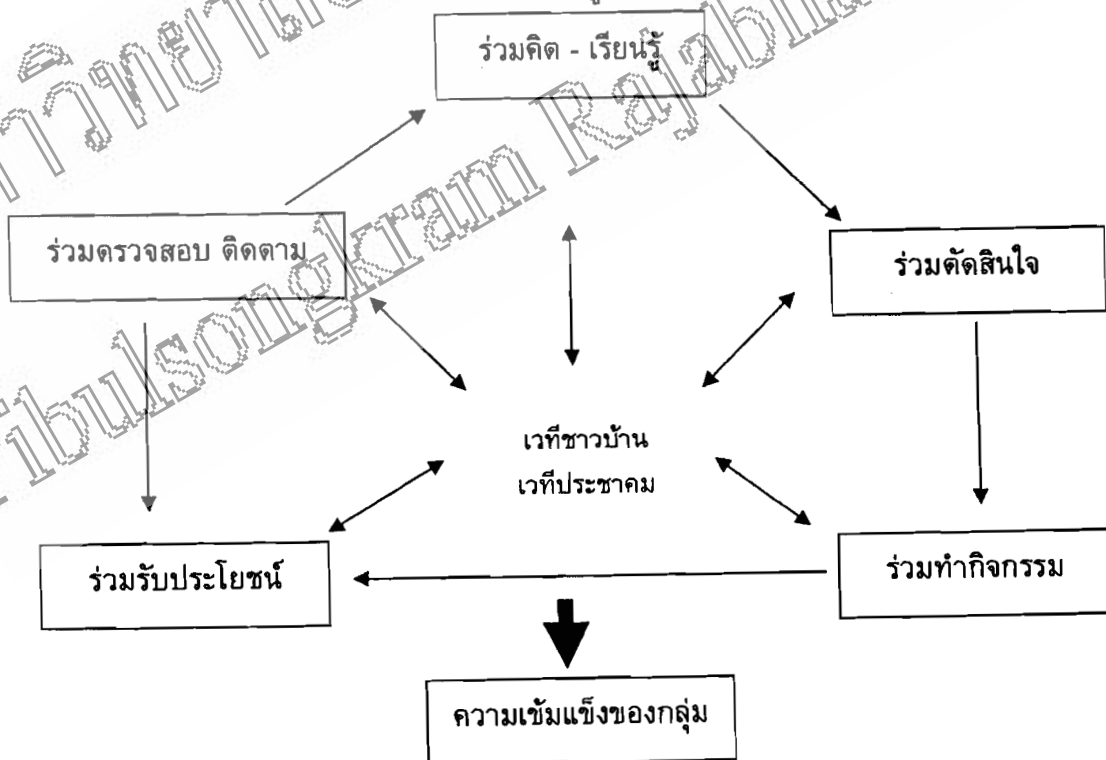 ร่วมคิด - เรียนรู้
ร่วมตรวจสอบ ติดตาม
ร่วมตัดสินใจ
เวทีชาวบ้าน
เวทีประชาคม
ร่วมรับประโยชน์
ร่วมทำกิจกรรม
ความเข้มแข็งของกลุ่ม
ibulsongkram Rajabh